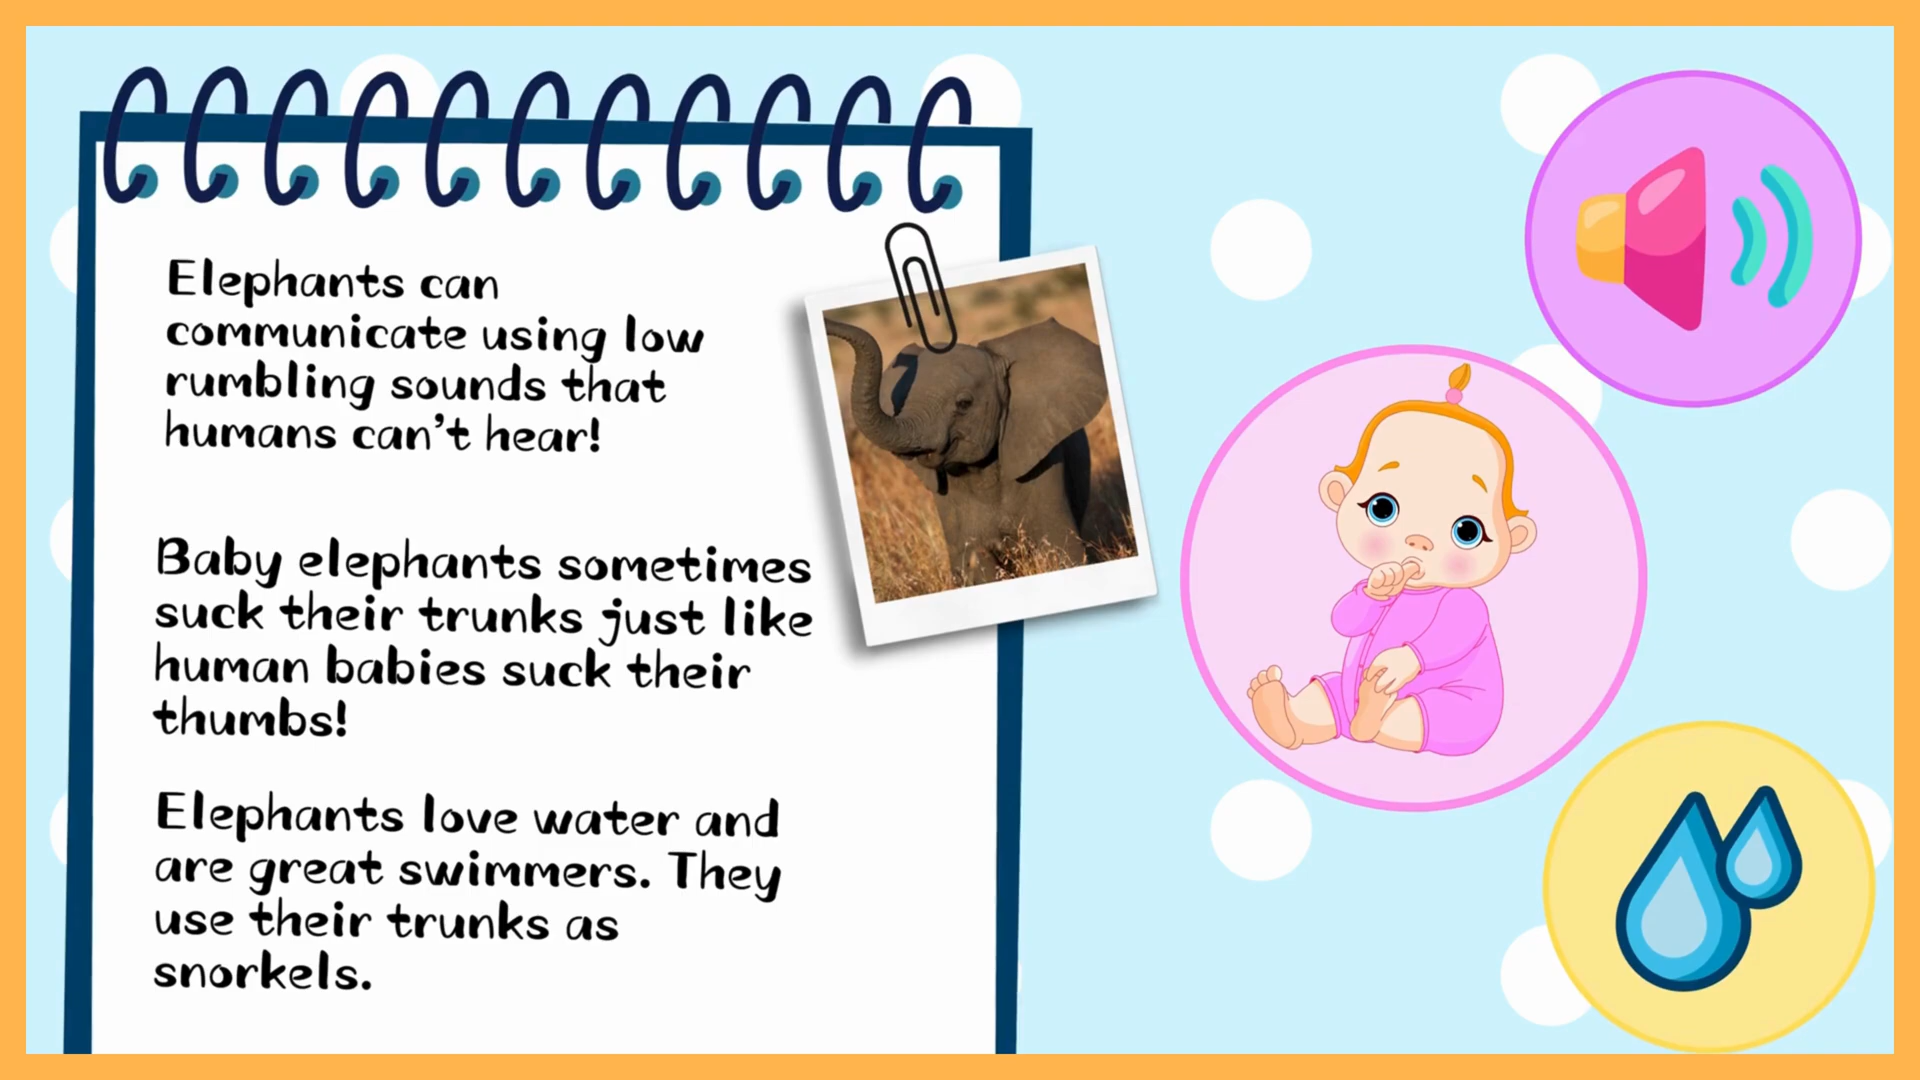 Elephants can
communicate using low
rumbling sounds that
humans can't hear!
Baby elephants sometimes
suck their trunks just like
human babies suck their
thumbs!
Elephants love water and
are great swimmers. They
use their trunks as
snorkels.